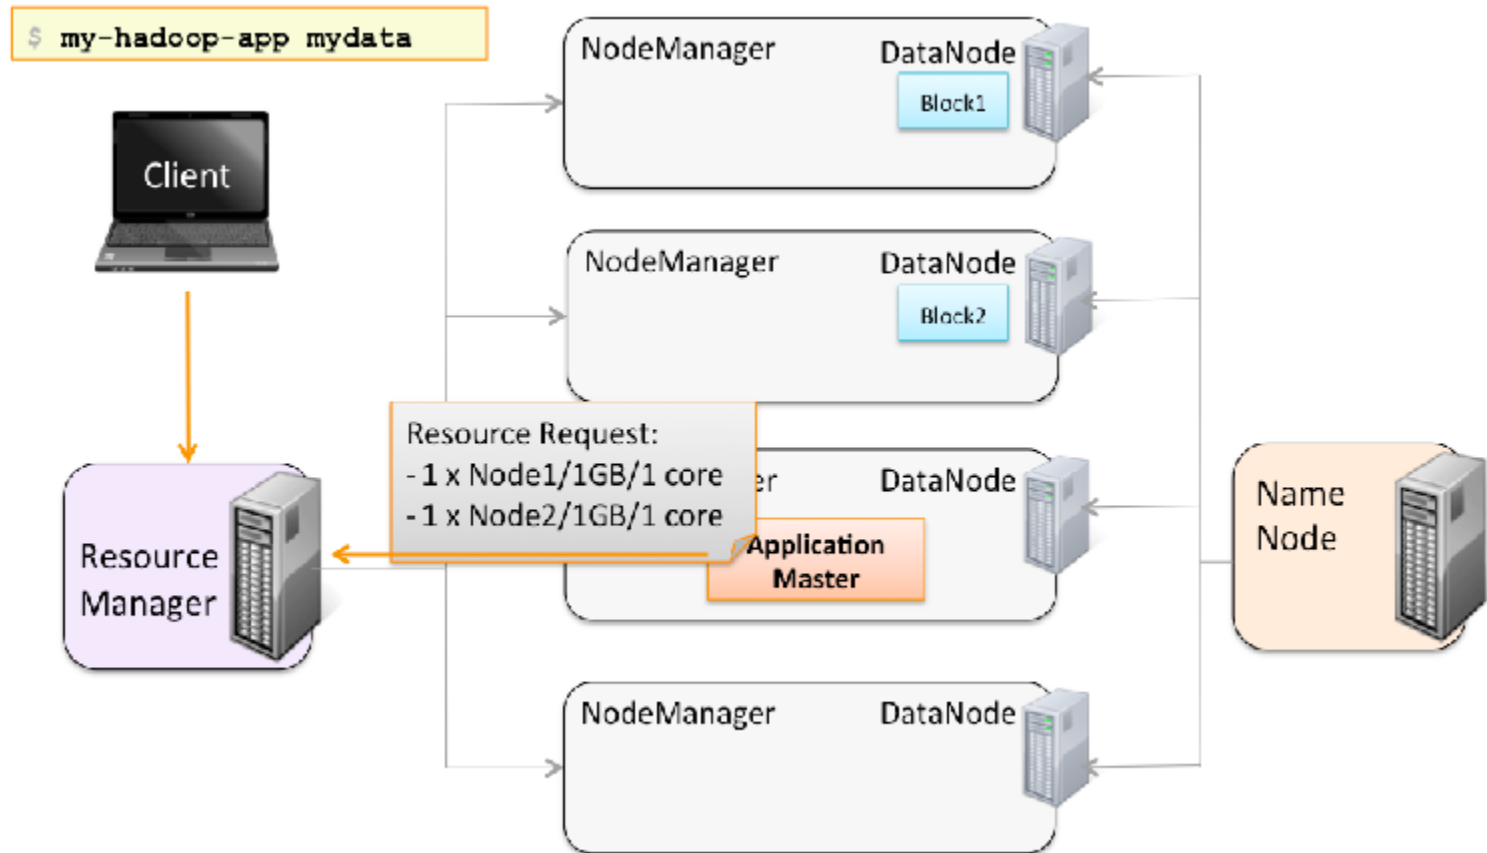 $ my-hadoop-app mydata
Client
NodeManager
DataNode
Block1
NodeManager
DataNode
Block2
Resource Request:
- 1 x Node1/1GB/1 core
- 1 x Node2/1GB/1 core
er
DataNode
Application
Master
Resource
Manager
Name
Node
NodeManager
DataNode